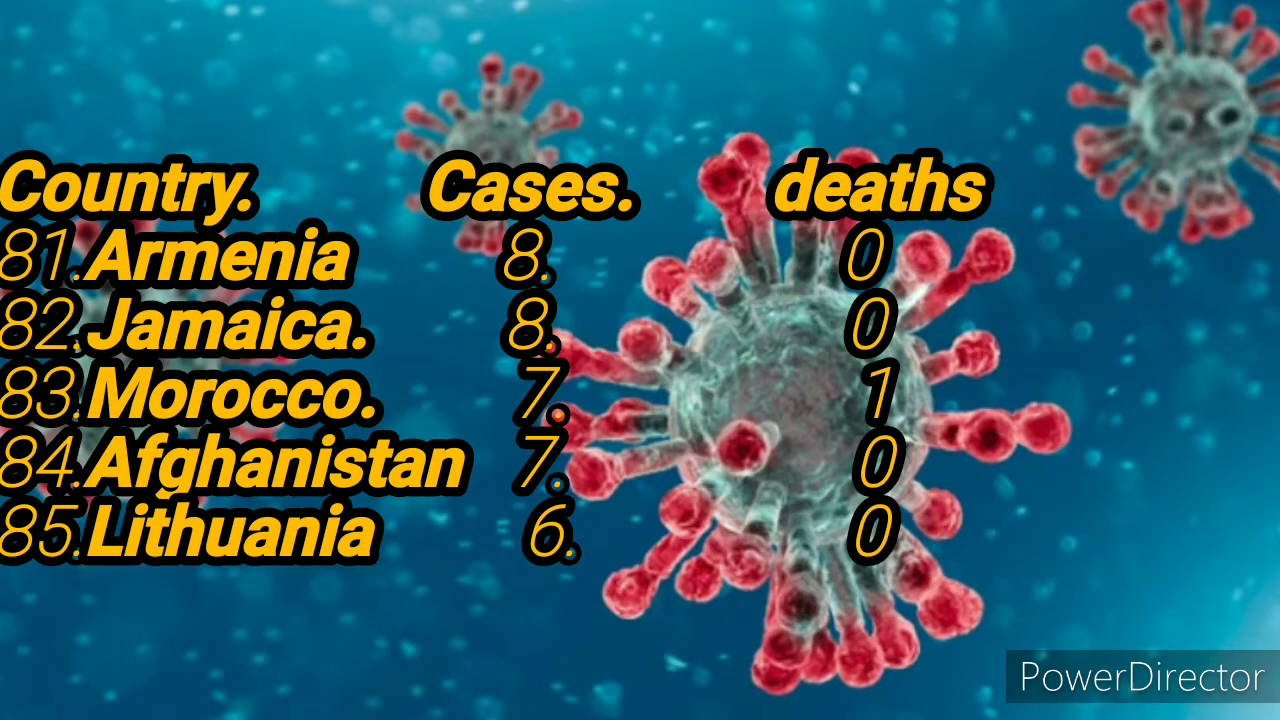 Country. Cases. deaths
81.Armenia 8. 0
82.Jamaica. 8. 0
83.Morocco. 7. 1
84.Afghanistan 7. 0
85.Lithuania 6. 0
PowerDirector